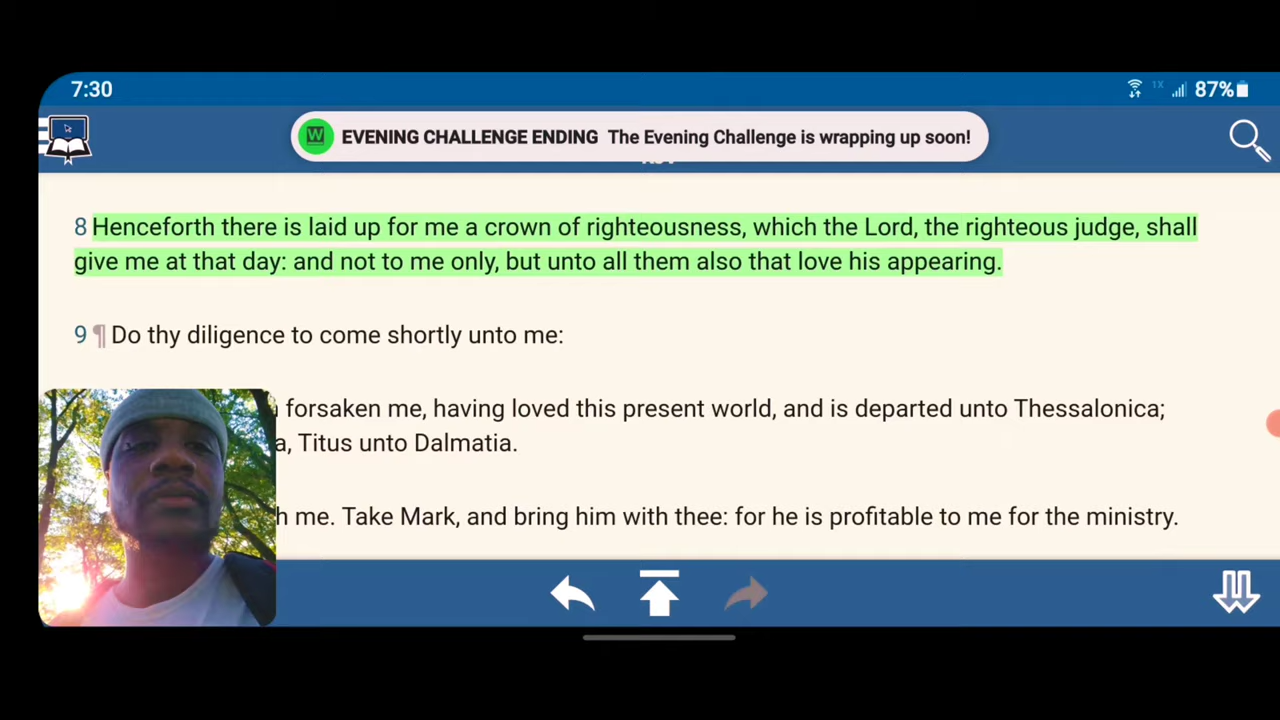 7:30
1X
87%
W
EVENING CHALLENGE ENDING The Evening Challenge is wrapping up soon!
8 Henceforth there is laid up for me a crown of righteousness, which the Lord, the righteous judge, shall
give me at that day: and not to me only, but unto all them also that love his appearing.
9 ¶ Do thy diligence to come shortly unto me:
forsaken me, having loved this present world, and is departed unto Thessalonica;
a, Titus unto Dalmatia.
h me. Take Mark, and bring him with thee: for he is profitable to me for the ministry.